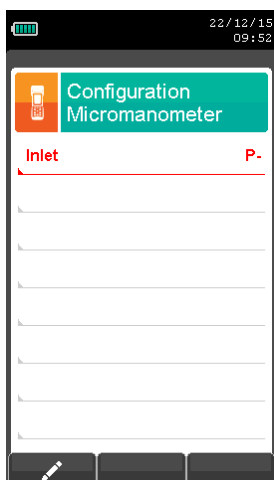 22/12/15
09:52
Configuration
Micromanometer
Inlet P-